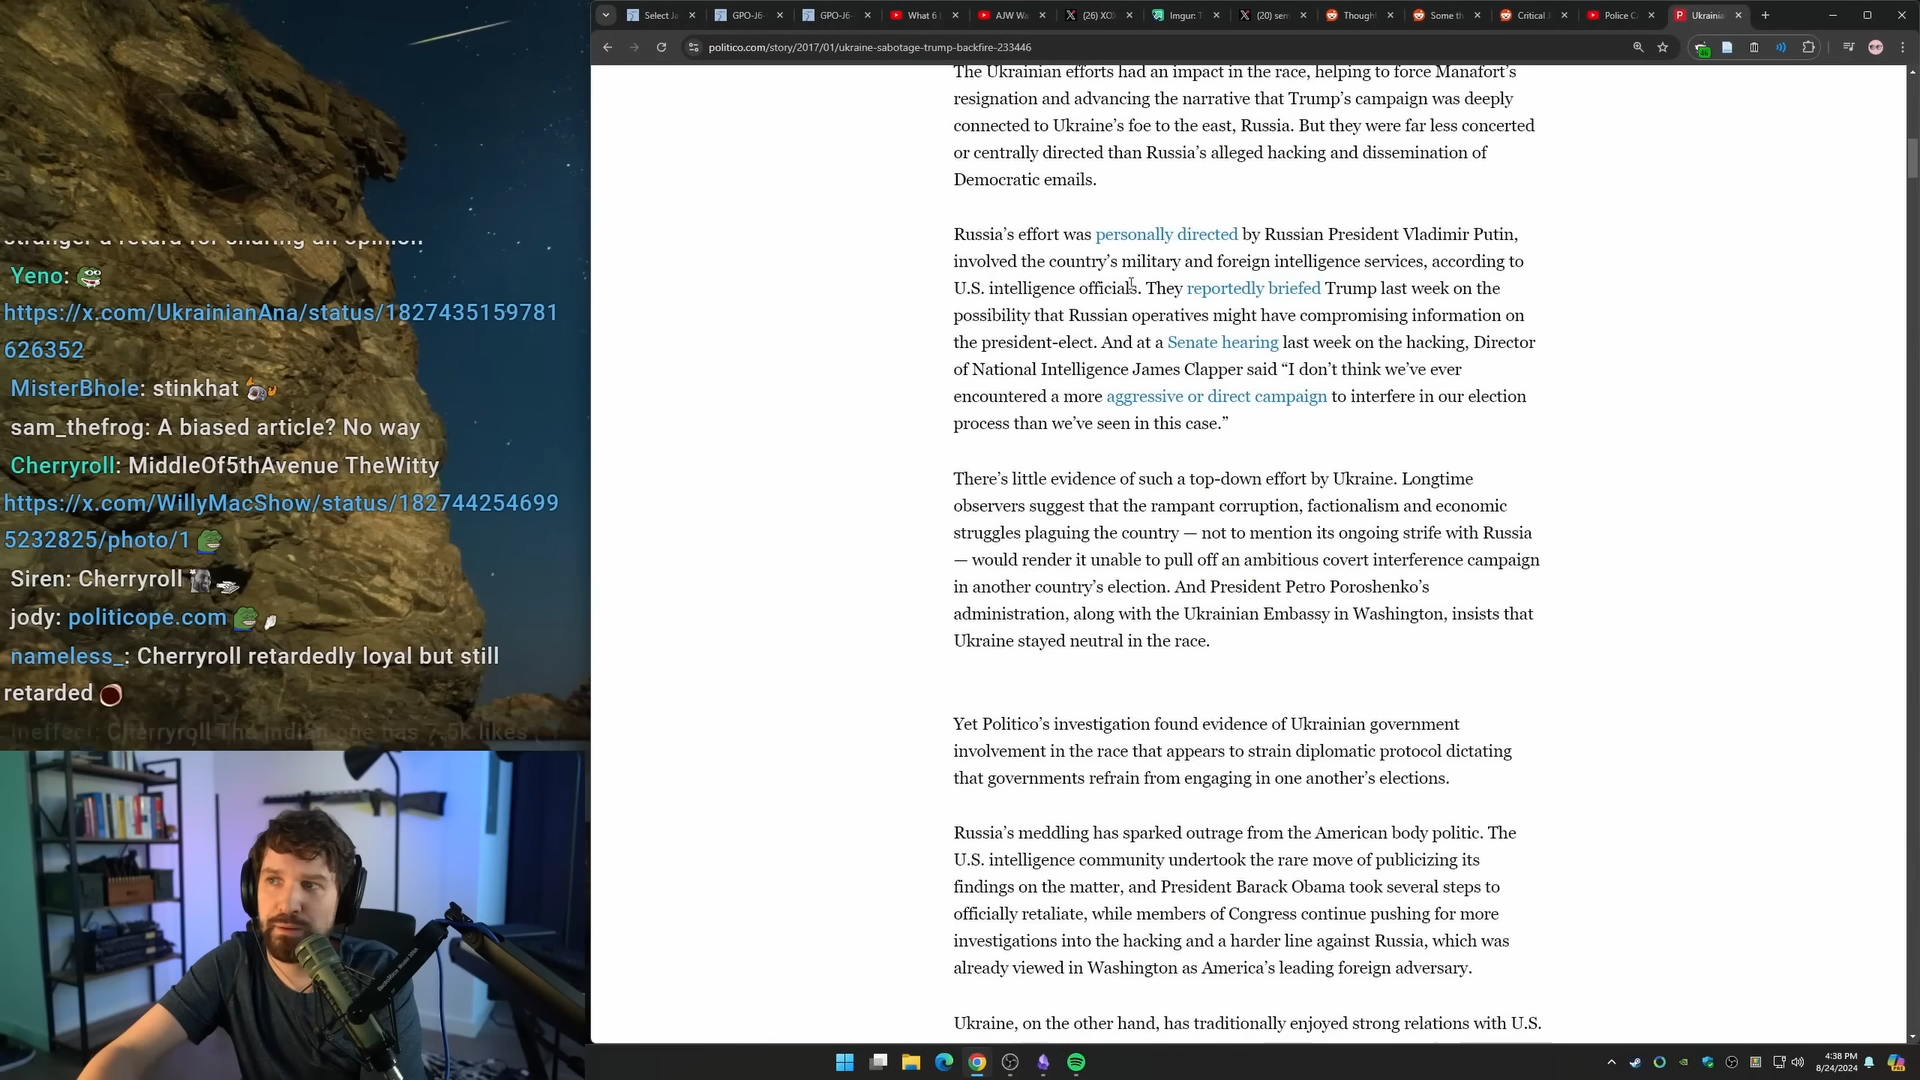 Select Ja
GPO-J6-
GPO-J6-
What 6
AJW Wa
(26) XO
Imgur: T
(20) sen
Though
Some th
Critical
Police C
Ukrainia
politico.com/story/2017/01/ukraine-sabotage-trump-backfire-233446
stranger a retard for sharing an opinion
Yeno:
https://x.com/UkrainianAna/status/1827435159781
626352
MisterBhole: stinkhat
sam_thefrog: A biased article? No way
Cherryroll: MiddleOf5thAvenue TheWitty
https://x.com/WillyMacShow/status/182744254699
5232825/photo/1
Siren: Cherryroll
jody: politicope.com
nameless_: Cherryroll retardedly loyal but still
retarded
Ineffect: Cherryroll The Indian one has 7.5k likes
The Ukrainian efforts had an impact in the race, helping to force Manafort’s
resignation and advancing the narrative that Trump’s campaign was deeply
connected to Ukraine’s foe to the east, Russia. But they were far less concerted
or centrally directed than Russia’s alleged hacking and dissemination of
Democratic emails.
Russia’s effort was personally directed by Russian President Vladimir Putin,
involved the country’s military and foreign intelligence services, according to
U.S. intelligence officials. They reportedly briefed Trump last week on the
possibility that Russian operatives might have compromising information on
the president-elect. And at a Senate hearing last week on the hacking, Director
of National Intelligence James Clapper said “I don’t think we’ve ever
encountered a more aggressive or direct campaign to interfere in our election
process than we’ve seen in this case.”
There’s little evidence of such a top-down effort by Ukraine. Longtime
observers suggest that the rampant corruption, factionalism and economic
struggles plaguing the country — not to mention its ongoing strife with Russia
— would render it unable to pull off an ambitious covert interference campaign
in another country’s election. And President Petro Poroshenko’s
administration, along with the Ukrainian Embassy in Washington, insists that
Ukraine stayed neutral in the race.
Yet Politico’s investigation found evidence of Ukrainian government
involvement in the race that appears to strain diplomatic protocol dictating
that governments refrain from engaging in one another’s elections.
Russia’s meddling has sparked outrage from the American body politic. The
U.S. intelligence community undertook the rare move of publicizing its
findings on the matter, and President Barack Obama took several steps to
officially retaliate, while members of Congress continue pushing for more
investigations into the hacking and a harder line against Russia, which was
already viewed in Washington as America’s leading foreign adversary.
Ukraine, on the other hand, has traditionally enjoyed strong relations with U.S.
4:38 PM
8/24/2024